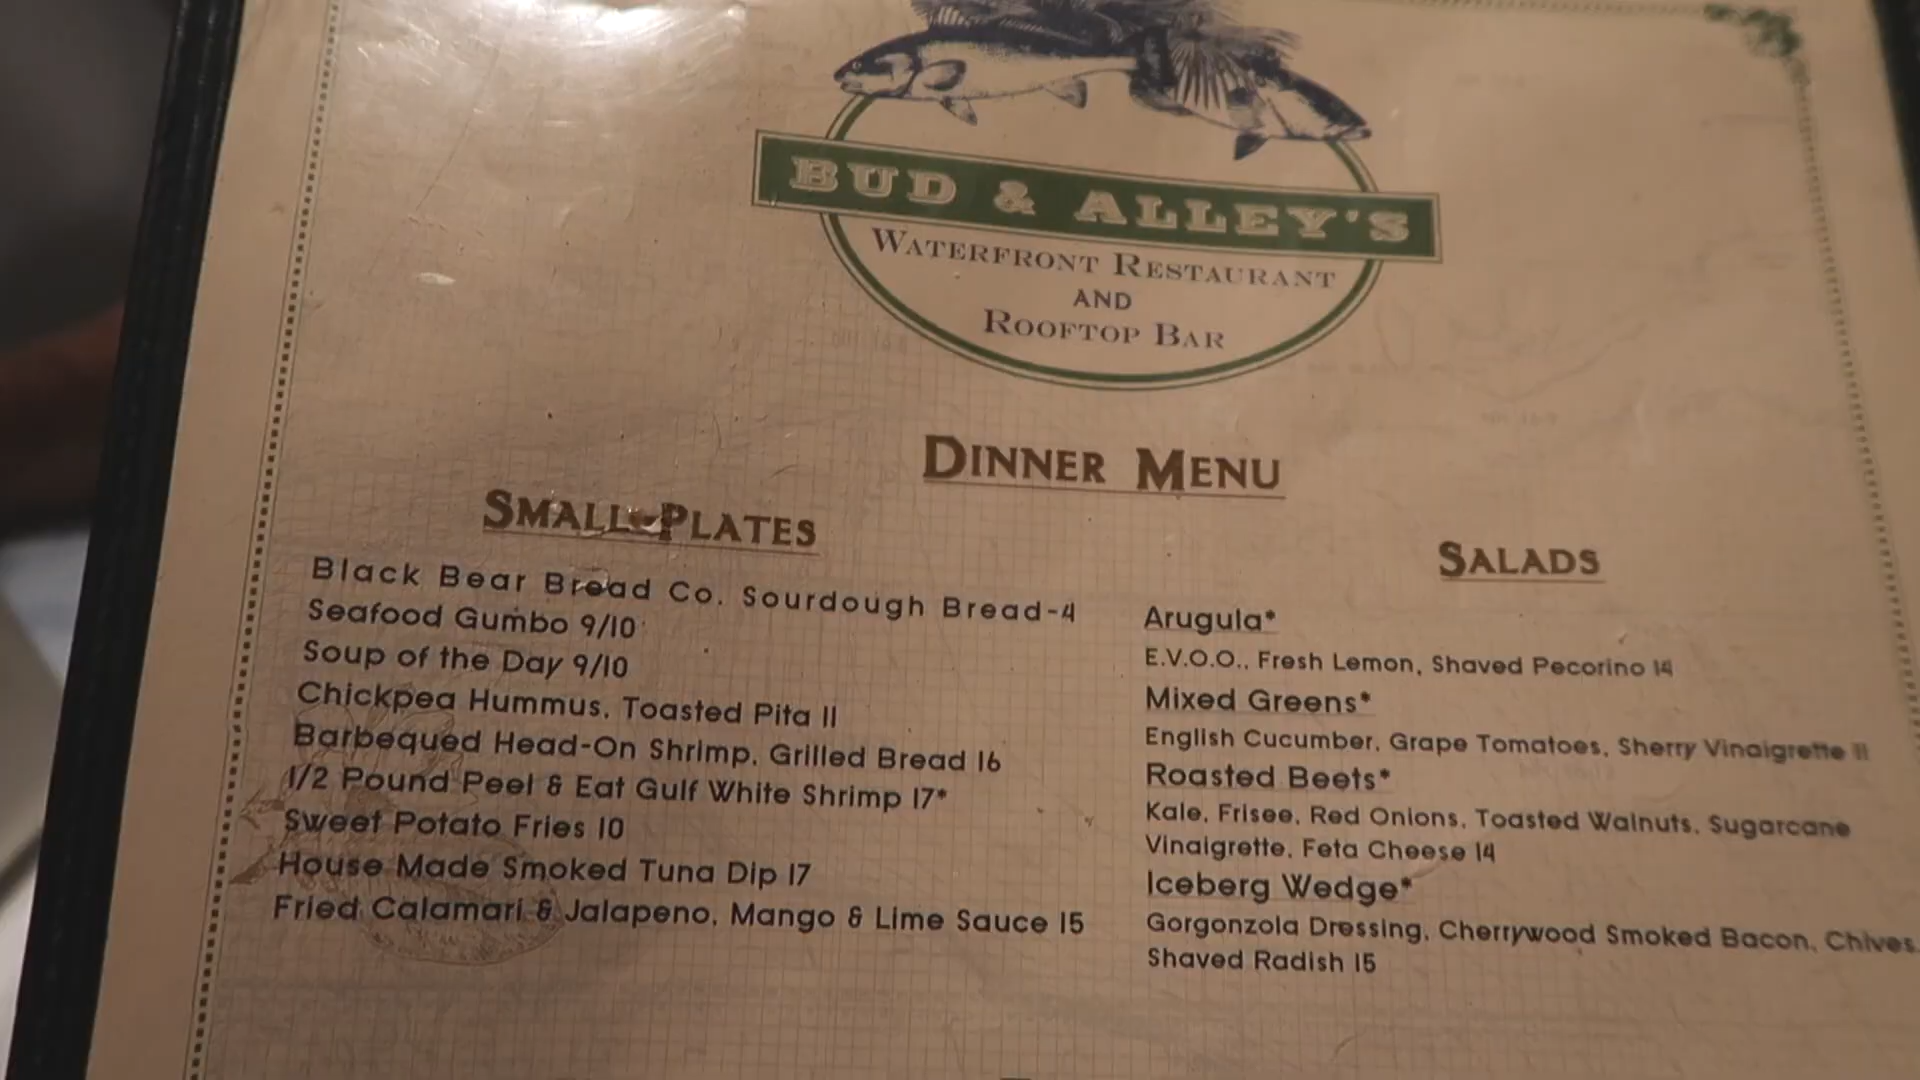 BUD & ALLEY'S
WATERFRONT RESTAURANT
AND
ROOFTOP BAR
DINNER MENU
SMALL PLATES
Black Bear Bread Co. Sourdough Bread-4
Seafood Gumbo 9/10
Soup of the Day 9/10
Chickpea Hummus, Toasted Pita 11
Barbequed Head-On Shrimp, Grilled Bread 16
1/2 Pound Peel & Eat Gulf White Shrimp 17*
Sweet Potato Fries 10
House Made Smoked Tuna Dip 17
Fried Calamari & Jalapeno, Mango & Lime Sauce 15
SALADS
Arugula*
E.V.O.O., Fresh Lemon, Shaved Pecorino 14
Mixed Greens*
English Cucumber, Grape Tomatoes, Sherry Vinaigrette 11
Roasted Beets*
Kale, Frisee, Red Onions, Toasted Walnuts, Sugarcane
Vinaigrette, Feta Cheese 14
Iceberg Wedge*
Gorgonzola Dressing, Cherrywood Smoked Bacon, Chives,
Shaved Radish 15